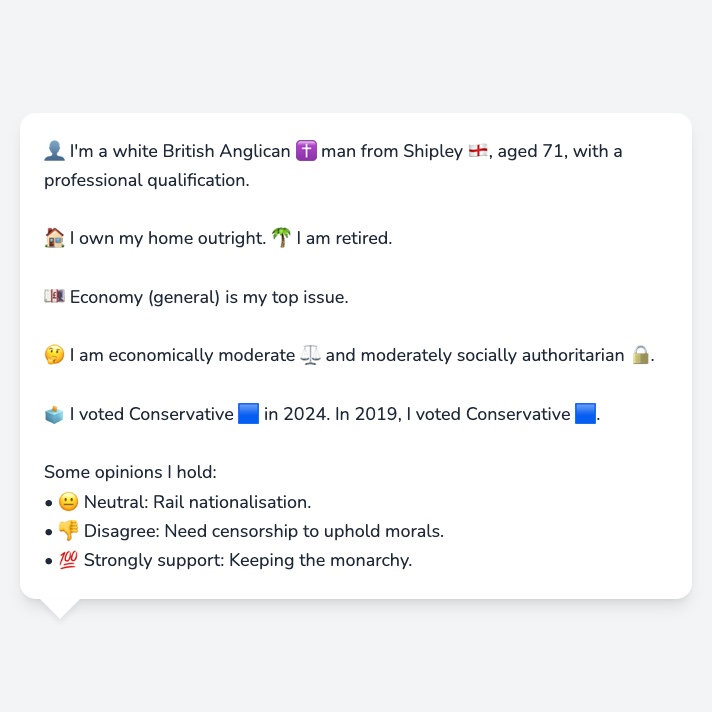 👤 I'm a white British Anglican ✝️ man from Shipley 🏴󠁧󠁢󠁥󠁮󠁧󠁿, aged 71, with a
professional qualification.
🏠 I own my home outright. 🌴 I am retired.
💷 Economy (general) is my top issue.
🤔 I am economically moderate ⚖️ and moderately socially authoritarian 🔒.
🗳️ I voted Conservative 🟦 in 2024. In 2019, I voted Conservative 🟦.
Some opinions I hold:
• 😐 Neutral: Rail nationalisation.
• 👎 Disagree: Need censorship to uphold morals.
• 💯 Strongly support: Keeping the monarchy.